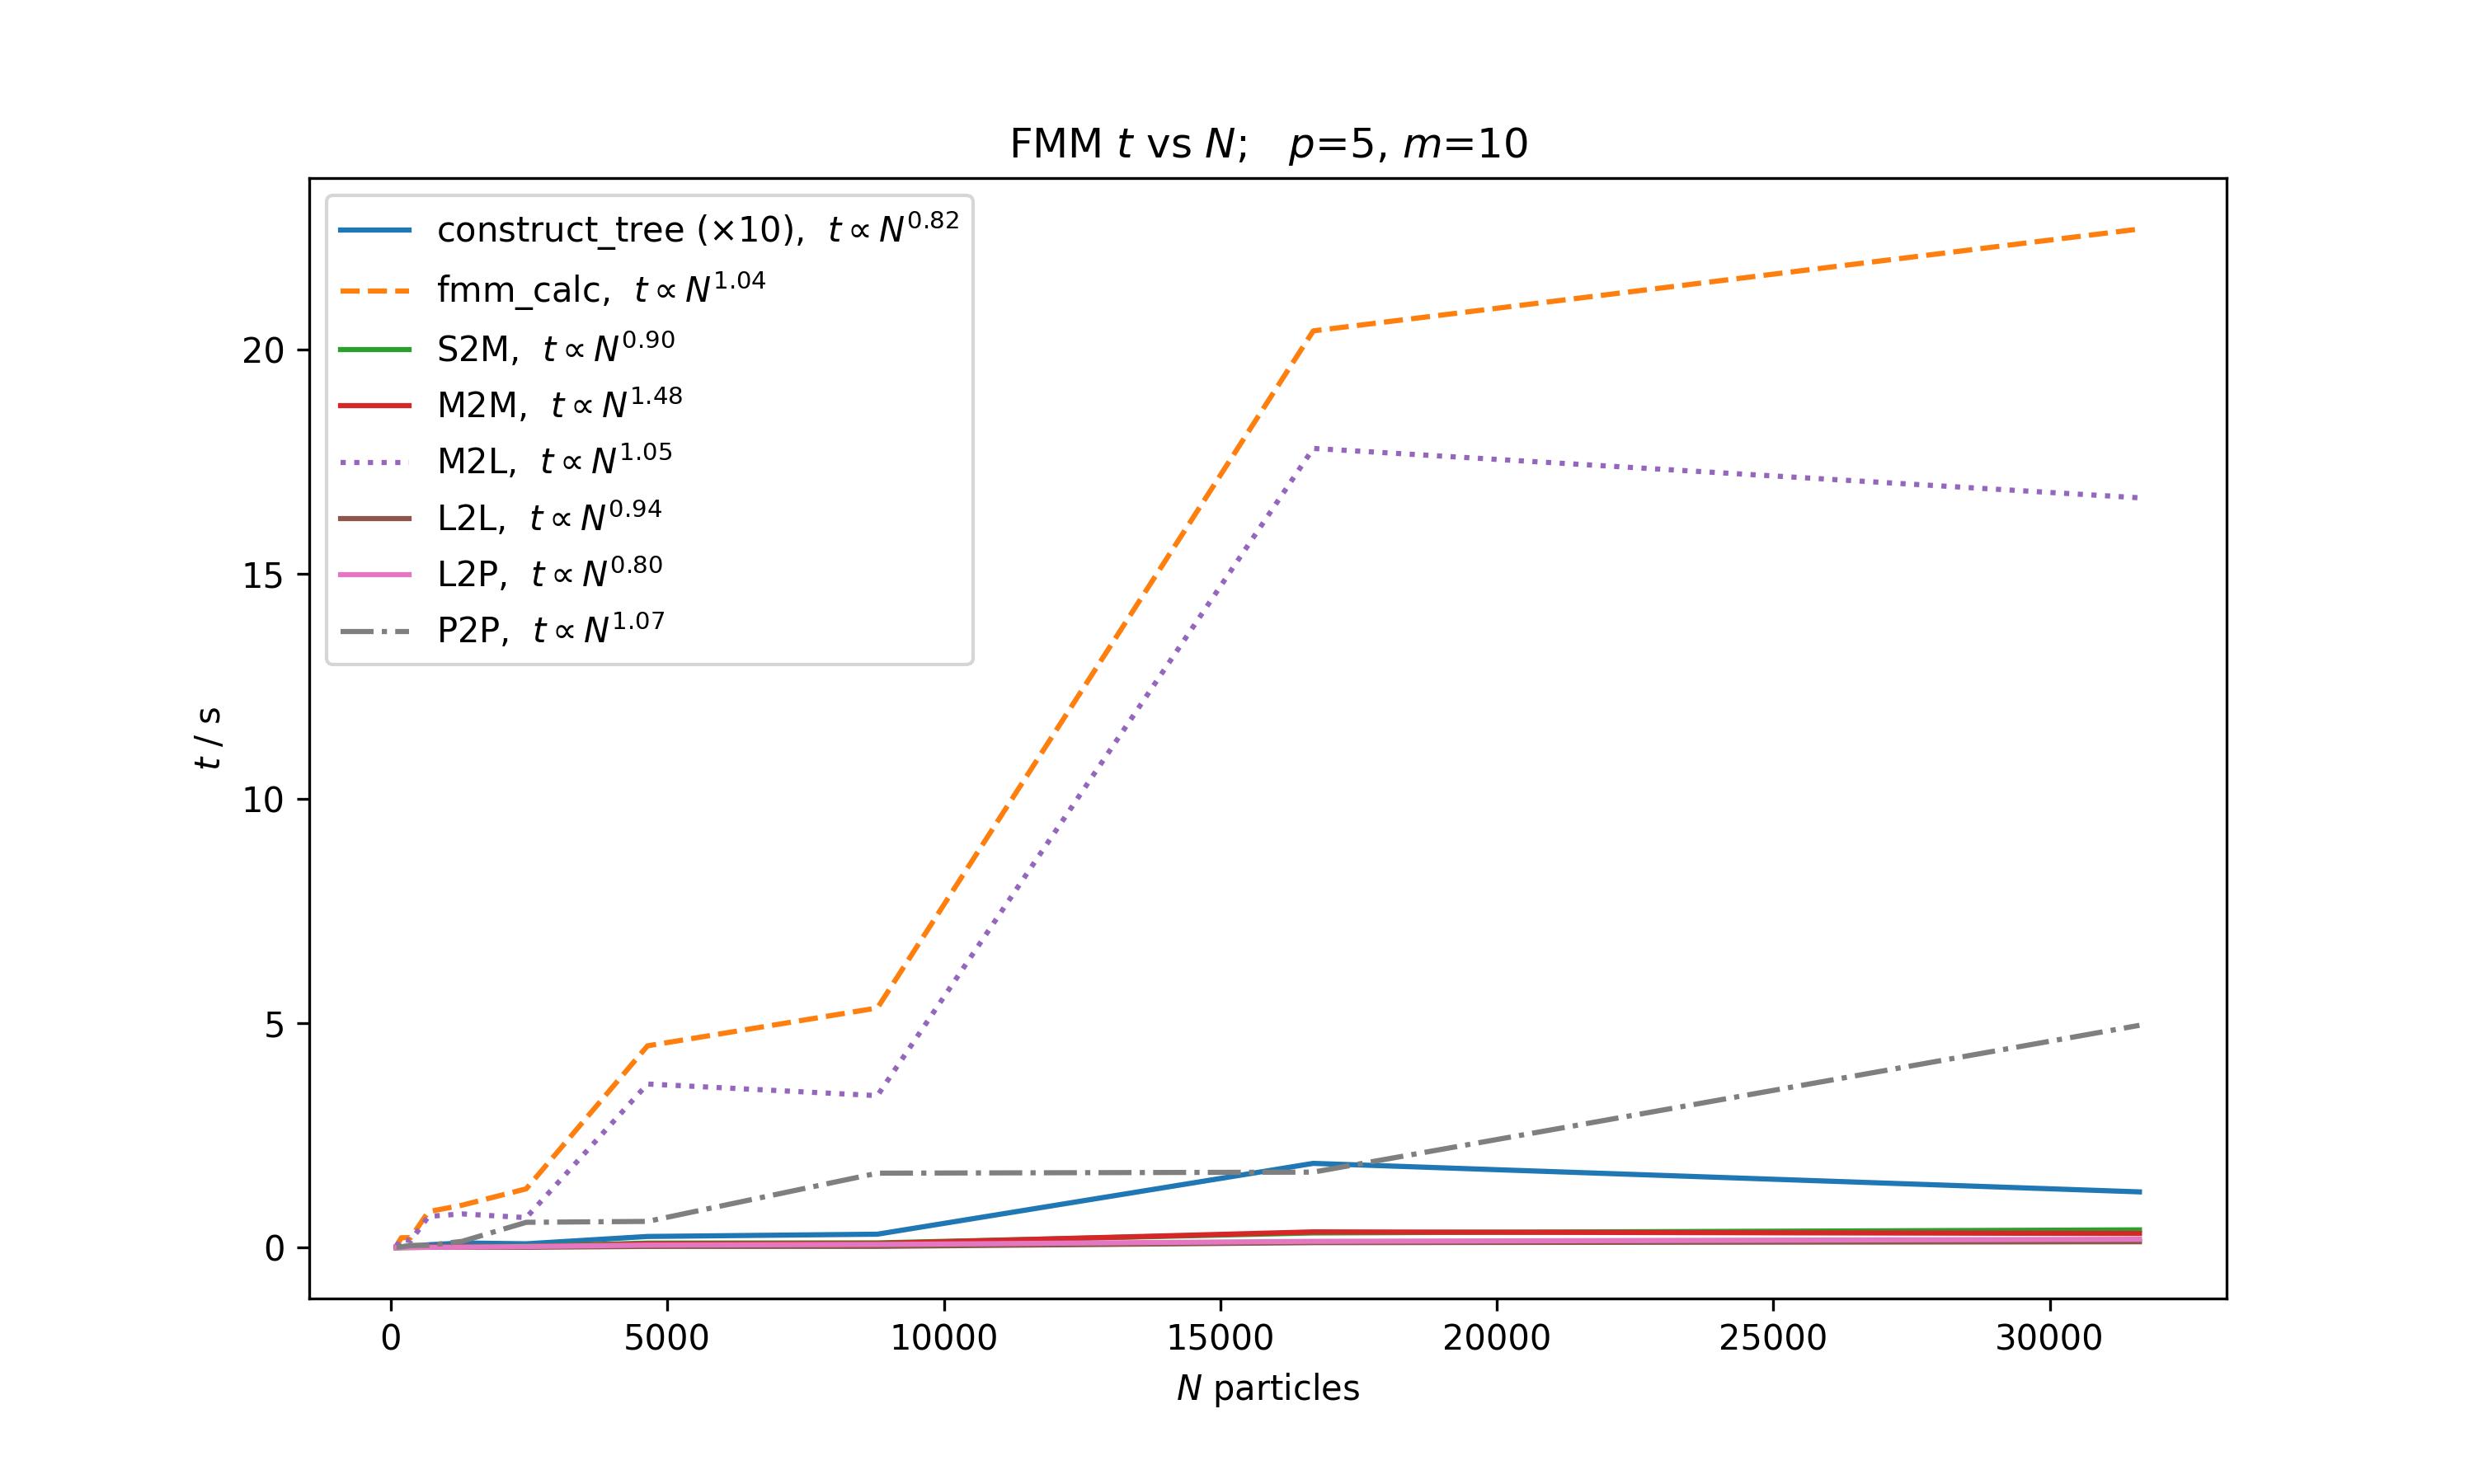 FMM t vs N;   p=5, m=10
construct_tree (×10),  t ∝ N^0.82
fmm_calc,  t ∝ N^1.04
S2M,  t ∝ N^0.90
M2M,  t ∝ N^1.48
M2L,  t ∝ N^1.05
L2L,  t ∝ N^0.94
L2P,  t ∝ N^0.80
P2P,  t ∝ N^1.07
20
15
10
5
0
t / s
0 5000 10000 15000 20000 25000 30000
N particles